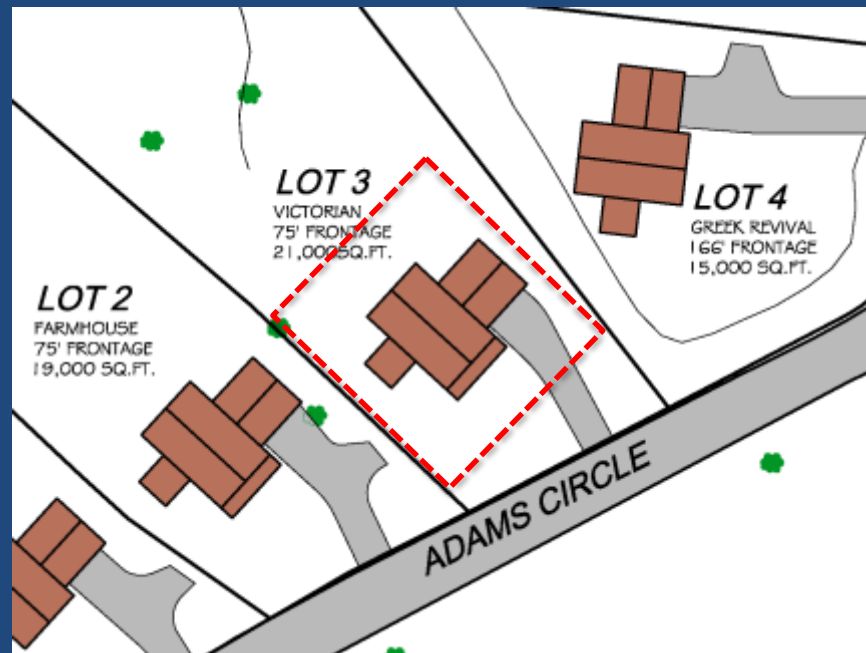 LOT 3
VICTORIAN
75' FRONTAGE
21,000SQ.FT.
LOT 4
GREEK REVIVAL
166' FRONTAGE
15,000 SQ.FT.
LOT 2
FARMHOUSE
75' FRONTAGE
19,000 SQ.FT.
ADAMS CIRCLE